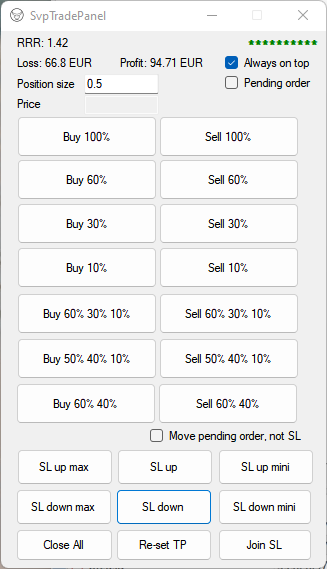 SvpTradePanel
RRR: 1.42
Loss: 66.8 EUR Profit: 94.71 EUR Always on top
Position size 0.5 Pending order
Price
Buy 100% Sell 100%
Buy 60% Sell 60%
Buy 30% Sell 30%
Buy 10% Sell 10%
Buy 60% 30% 10% Sell 60% 30% 10%
Buy 50% 40% 10% Sell 50% 40% 10%
Buy 60% 40% Sell 60% 40%
Move pending order, not SL
SL up max SL up SL up mini
SL down max SL down SL down mini
Close All Re-set TP Join SL